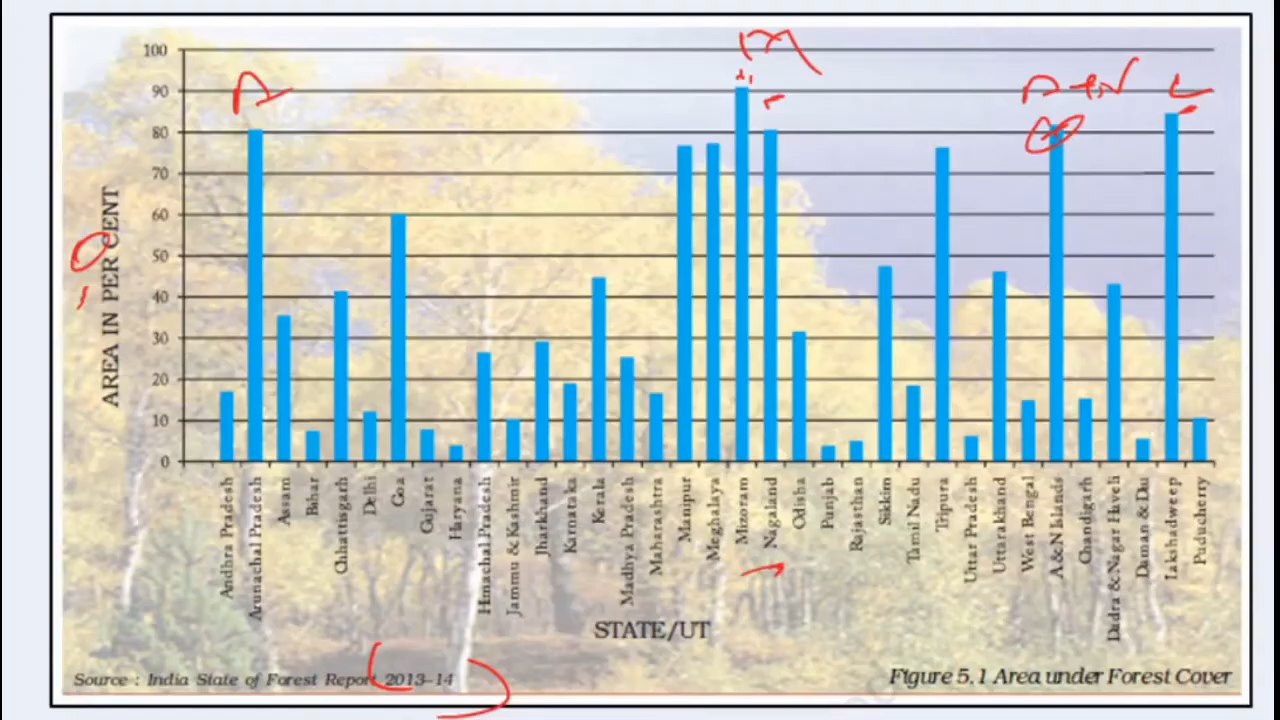 100
90
80
70
60
50
40
30
20
10
0
AREA IN PER CENT
Andhra Pradesh
Arunachal Pradesh
Assam
Bihar
Chhattisgarh
Delhi
Goa
Gujarat
Haryana
Himachal Pradesh
Jammu & Kashmir
Jharkhand
Karnataka
Kerala
Madhya Pradesh
Maharashtra
Manipur
Meghalaya
Mizoram
Nagaland
Odisha
Punjab
Rajasthan
Sikkim
Tamil Nadu
Tripura
Uttar Pradesh
Uttarakhand
West Bengal
A&N Islands
Chandigarh
Dadra & Nagar Haveli
Daman & Diu
Lakshadweep
Puducherry
STATE/UT
Source : India State of Forest Report 2013–14
Figure 5.1 Area under Forest Cover